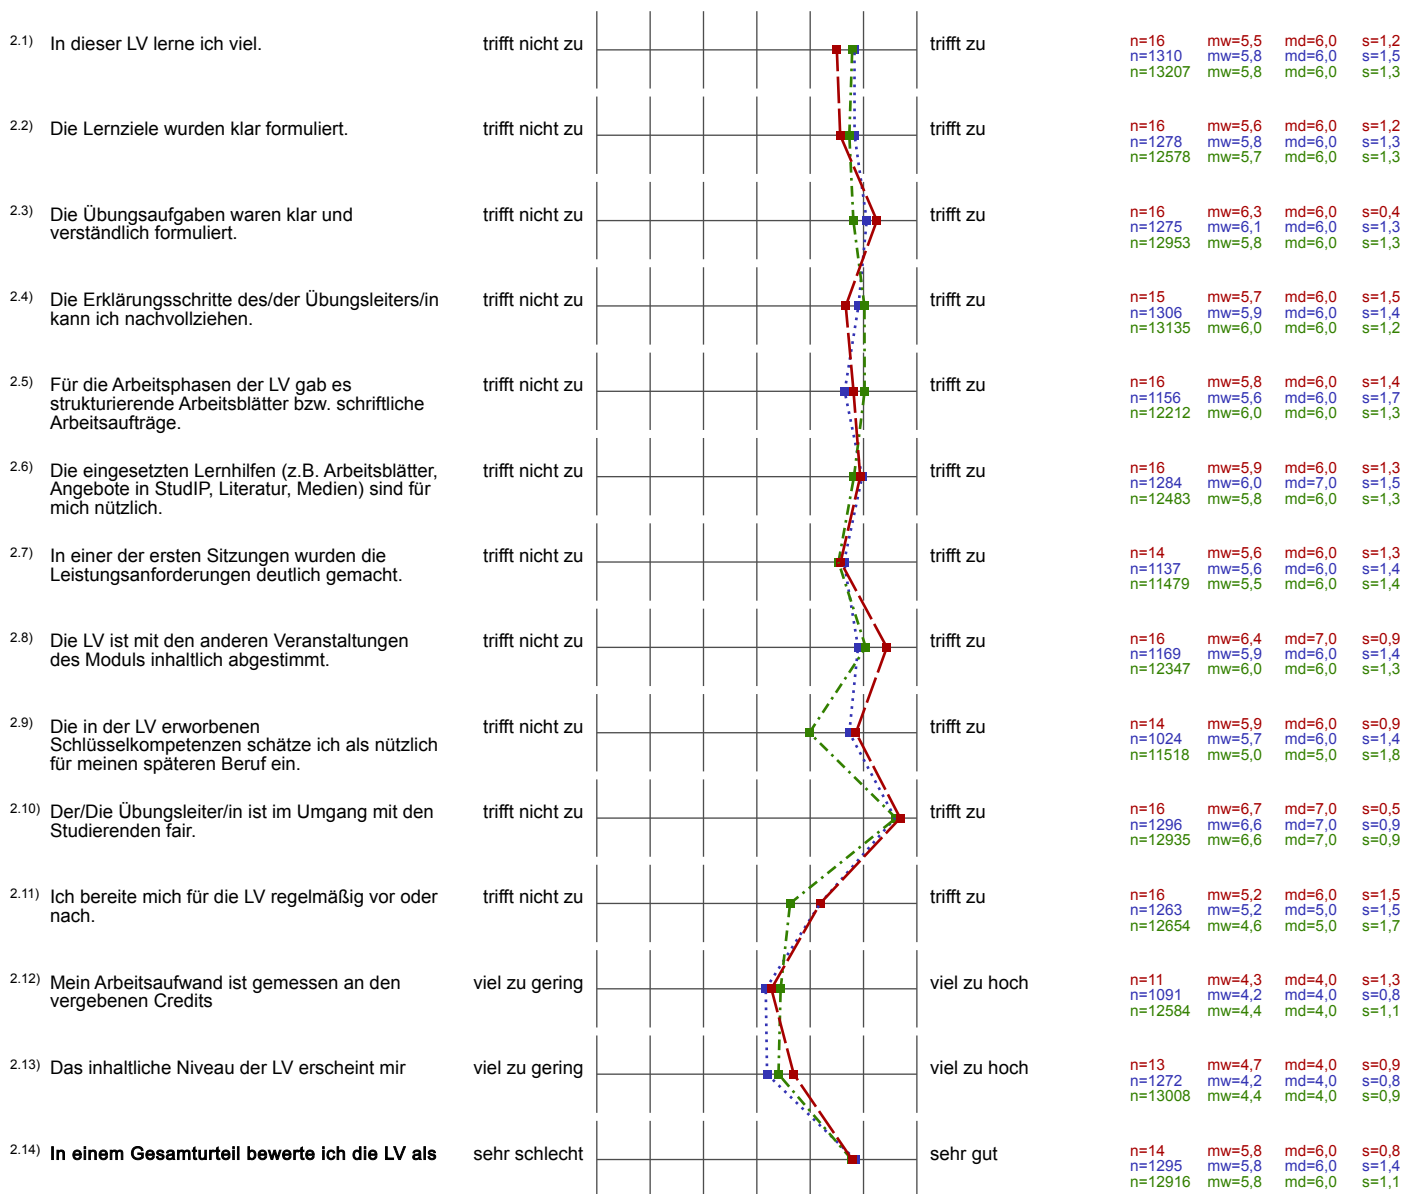 2.1) In dieser LV lerne ich viel. trifft nicht zu trifft zu n=16 mw=5,5 md=6,0 s=1,2
n=1310 mw=5,8 md=6,0 s=1,5
n=13207 mw=5,8 md=6,0 s=1,3
2.2) Die Lernziele wurden klar formuliert. trifft nicht zu trifft zu n=16 mw=5,6 md=6,0 s=1,2
n=1278 mw=5,8 md=6,0 s=1,3
n=12578 mw=5,7 md=6,0 s=1,3
2.3) Die Übungsaufgaben waren klar und trifft nicht zu trifft zu n=16 mw=6,3 md=6,0 s=0,4
verständlich formuliert. n=1275 mw=6,1 md=6,0 s=1,3
n=12953 mw=5,8 md=6,0 s=1,3
2.4) Die Erklärungsschritte des/der Übungsleiters/in trifft nicht zu trifft zu n=15 mw=5,7 md=6,0 s=1,5
kann ich nachvollziehen. n=1306 mw=5,9 md=6,0 s=1,4
n=13135 mw=6,0 md=6,0 s=1,2
2.5) Für die Arbeitsphasen der LV gab es trifft nicht zu trifft zu n=16 mw=5,8 md=6,0 s=1,4
strukturierende Arbeitsblätter bzw. schriftliche n=1156 mw=5,6 md=6,0 s=1,7
Arbeitsaufträge. n=12212 mw=6,0 md=6,0 s=1,3
2.6) Die eingesetzten Lernhilfen (z.B. Arbeitsblätter, trifft nicht zu trifft zu n=16 mw=5,9 md=6,0 s=1,3
Angebote in StudIP, Literatur, Medien) sind für n=1284 mw=6,0 md=7,0 s=1,5
mich nützlich. n=12483 mw=5,8 md=6,0 s=1,3
2.7) In einer der ersten Sitzungen wurden die trifft nicht zu trifft zu n=14 mw=5,6 md=6,0 s=1,3
Leistungsanforderungen deutlich gemacht. n=1137 mw=5,6 md=6,0 s=1,4
n=11479 mw=5,5 md=6,0 s=1,4
2.8) Die LV ist mit den anderen Veranstaltungen trifft nicht zu trifft zu n=16 mw=6,4 md=7,0 s=0,9
des Moduls inhaltlich abgestimmt. n=1169 mw=5,9 md=6,0 s=1,4
n=12347 mw=6,0 md=6,0 s=1,3
2.9) Die in der LV erworbenen trifft nicht zu trifft zu n=14 mw=5,9 md=6,0 s=0,9
Schlüsselkompetenzen schätze ich als nützlich n=1024 mw=5,7 md=6,0 s=1,4
für meinen späteren Beruf ein. n=11518 mw=5,0 md=5,0 s=1,8
2.10) Der/Die Übungsleiter/in ist im Umgang mit den trifft nicht zu trifft zu n=16 mw=6,7 md=7,0 s=0,5
Studierenden fair. n=1296 mw=6,6 md=7,0 s=0,9
n=12935 mw=6,6 md=7,0 s=0,9
2.11) Ich bereite mich für die LV regelmäßig vor oder trifft nicht zu trifft zu n=16 mw=5,2 md=6,0 s=1,5
nach. n=1263 mw=5,2 md=5,0 s=1,5
n=12654 mw=4,6 md=5,0 s=1,7
2.12) Mein Arbeitsaufwand ist gemessen an den viel zu gering viel zu hoch n=11 mw=4,3 md=4,0 s=1,3
vergebenen Credits n=1091 mw=4,2 md=4,0 s=0,8
n=12584 mw=4,4 md=4,0 s=1,1
2.13) Das inhaltliche Niveau der LV erscheint mir viel zu gering viel zu hoch n=13 mw=4,7 md=4,0 s=0,9
n=1272 mw=4,2 md=4,0 s=0,8
n=13008 mw=4,4 md=4,0 s=0,9
2.14) In einem Gesamturteil bewerte ich die LV als sehr schlecht sehr gut n=14 mw=5,8 md=6,0 s=0,8
n=1295 mw=5,8 md=6,0 s=1,4
n=12916 mw=5,8 md=6,0 s=1,1